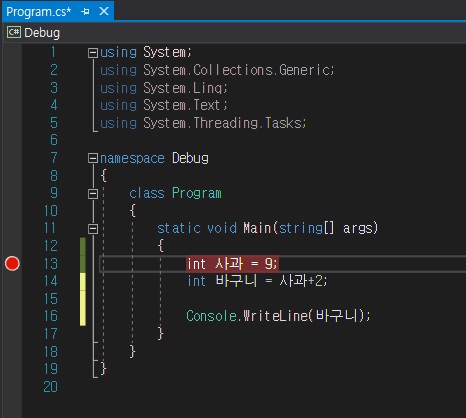 Program.cs*
C# Debug
1 using System;
2 using System.Collections.Generic;
3 using System.Linq;
4 using System.Text;
5 using System.Threading.Tasks;
6
7 namespace Debug
8 {
9 class Program
10 {
11 static void Main(string[] args)
12 {
13 int 사과 = 9;
14 int 바구니 = 사과+2;
15
16 Console.WriteLine(바구니);
17 }
18 }
19 }
20